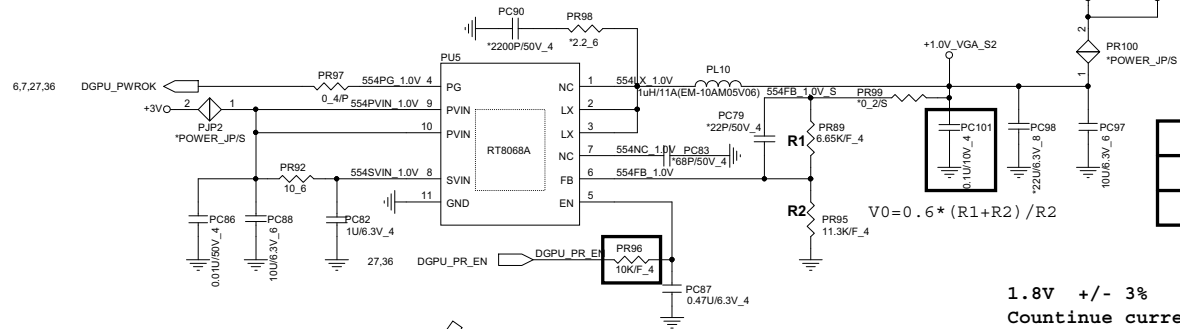 PC90
PR98
*2200P/50V_4
*2.2_6
2
PR100
*POWER_JP/S
1
+1.0V_VGA_S2
PU5
6,7,27,36
DGPU_PWROK
PR97
0_4/P
554PG_1.0V
4
PG
NC
1
554LX_1.0V
PL10
1uH/11A(EM-10AM05V06)
554FB_1.0V_S
PR99
*0_2/S
+3V
2
1
PJP2
*POWER_JP/S
554PVIN_1.0V
9
PVIN
LX
2
10
PVIN
LX
3
RT8068A
PC79
*22P/50V_4
R1
PR89
6.65K/F_4
PC101
0.1U/10V_4
PC98
*22U/6.3V_8
PC97
10U/6.3V_6
NC
7
554NC_1.0V
PC83
*68P/50V_4
PR92
10_6
554SVIN_1.0V
8
SVIN
FB
6
554FB_1.0V
11
GND
EN
5
R2
PR95
11.3K/F_4
V0=0.6*(R1+R2)/R2
PC86
0.01U/50V_4
PC88
10U/6.3V_6
PC82
1U/6.3V_4
27,36
DGPU_PR_EN
DGPU_PR_EN
PR96
10K/F_4
PC87
0.47U/6.3V_4
1.8V +/- 3%
Countinue curre